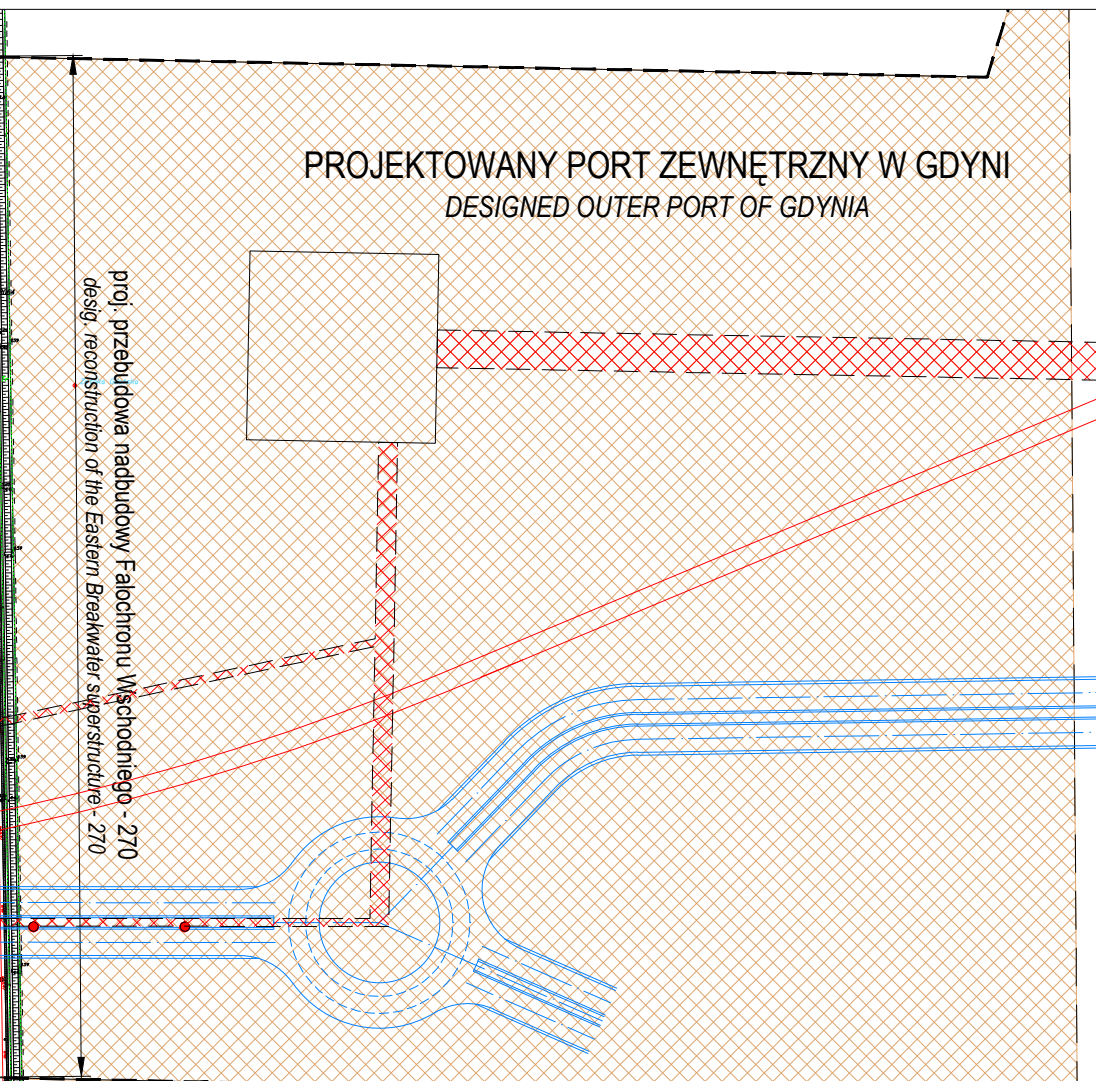 PROJEKTOWANY PORT ZEWNĘTRZNY W GDYNI
DESIGNED OUTER PORT OF GDYNIA
proj. przebudowa nadbudowy Falochronu Wschodniego - 270
desig. reconstruction of the Eastern Breakwater superstructure - 270